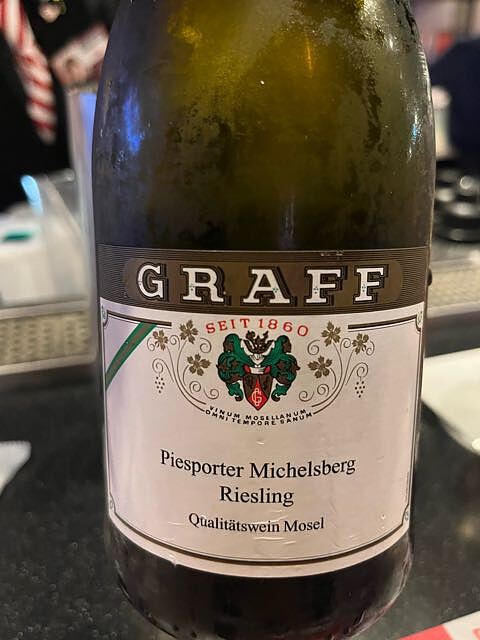 GRAFF
SEIT 1860
G
VINUM MOSELLANUM
OMNI TEMPORE SANUM
Piesporter Michelsberg
Riesling
Qualitätswein Mosel